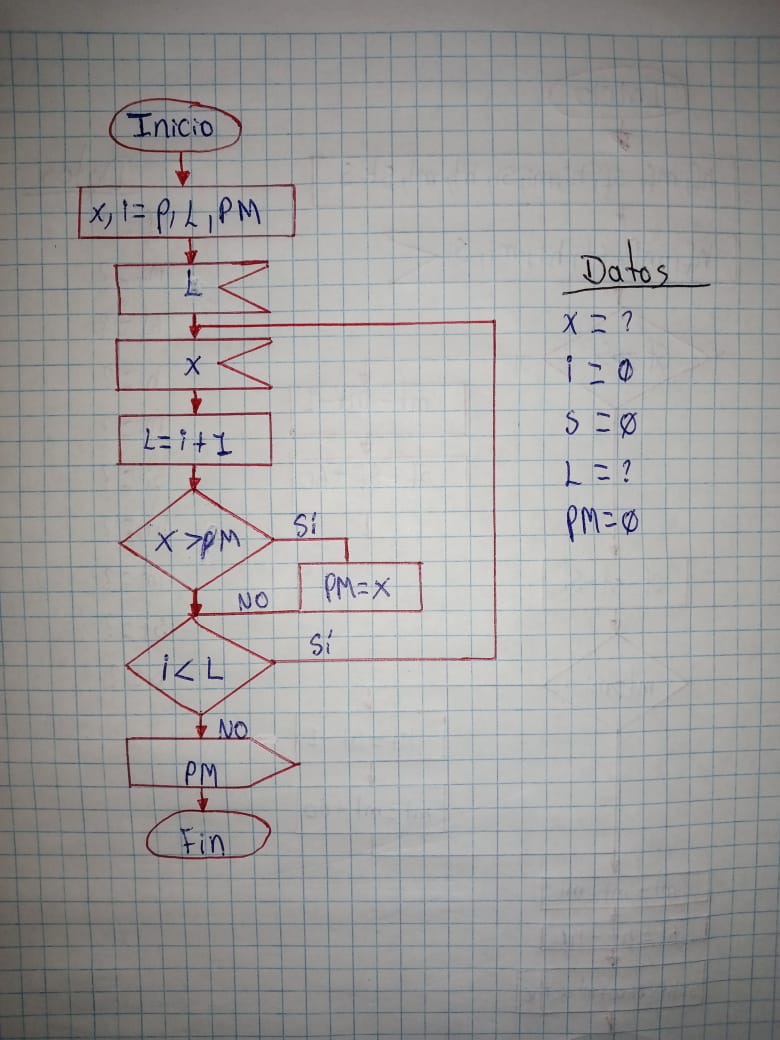 Inicio
x, i= p, L, PM
L
x
L=i+1
x >pM
Sí
PM=x
NO
i< L
Sí
NO
PM
Fin
Datos
x = ?
i = ø
S = ø
L = ?
PM=ø